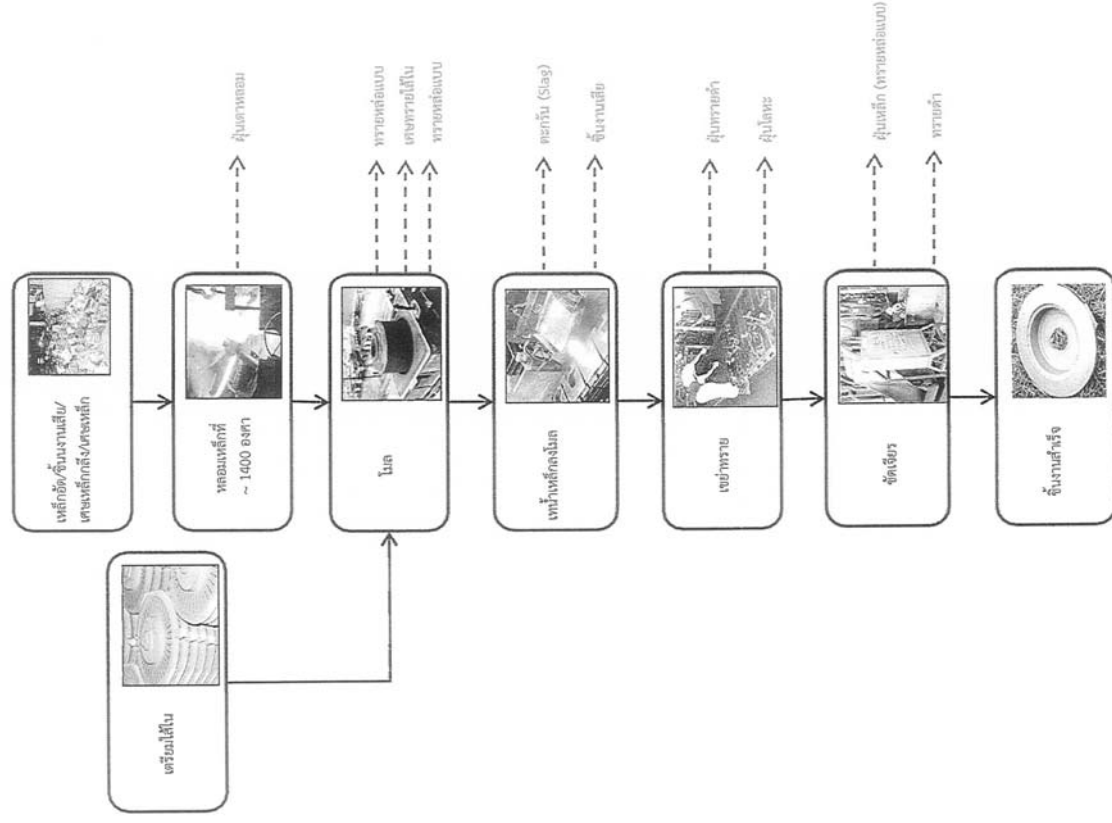 เหล็กอัด/ชิ้นงานเสีย/
เศษเหล็กกลึง/เศษเหล็ก
เตรียมไส้ใน
หลอมเหล็กที่
~ 1400 องศา
ฝุ่นเตาหลอม
โมล
ทรายหล่อแบบ
เศษทรายไส้ใน
ทรายหล่อแบบ
เทน้ำเหล็กลงโมล
ตะกรัน (Slag)
ชิ้นงานเสีย
เขย่าทราย
ฝุ่นทรายดำ
ฝุ่นโลหะ
ขัดเจียร
ฝุ่นเหล็ก (ทรายหล่อแบบ)
ทรายดำ
ชิ้นงานสำเร็จ